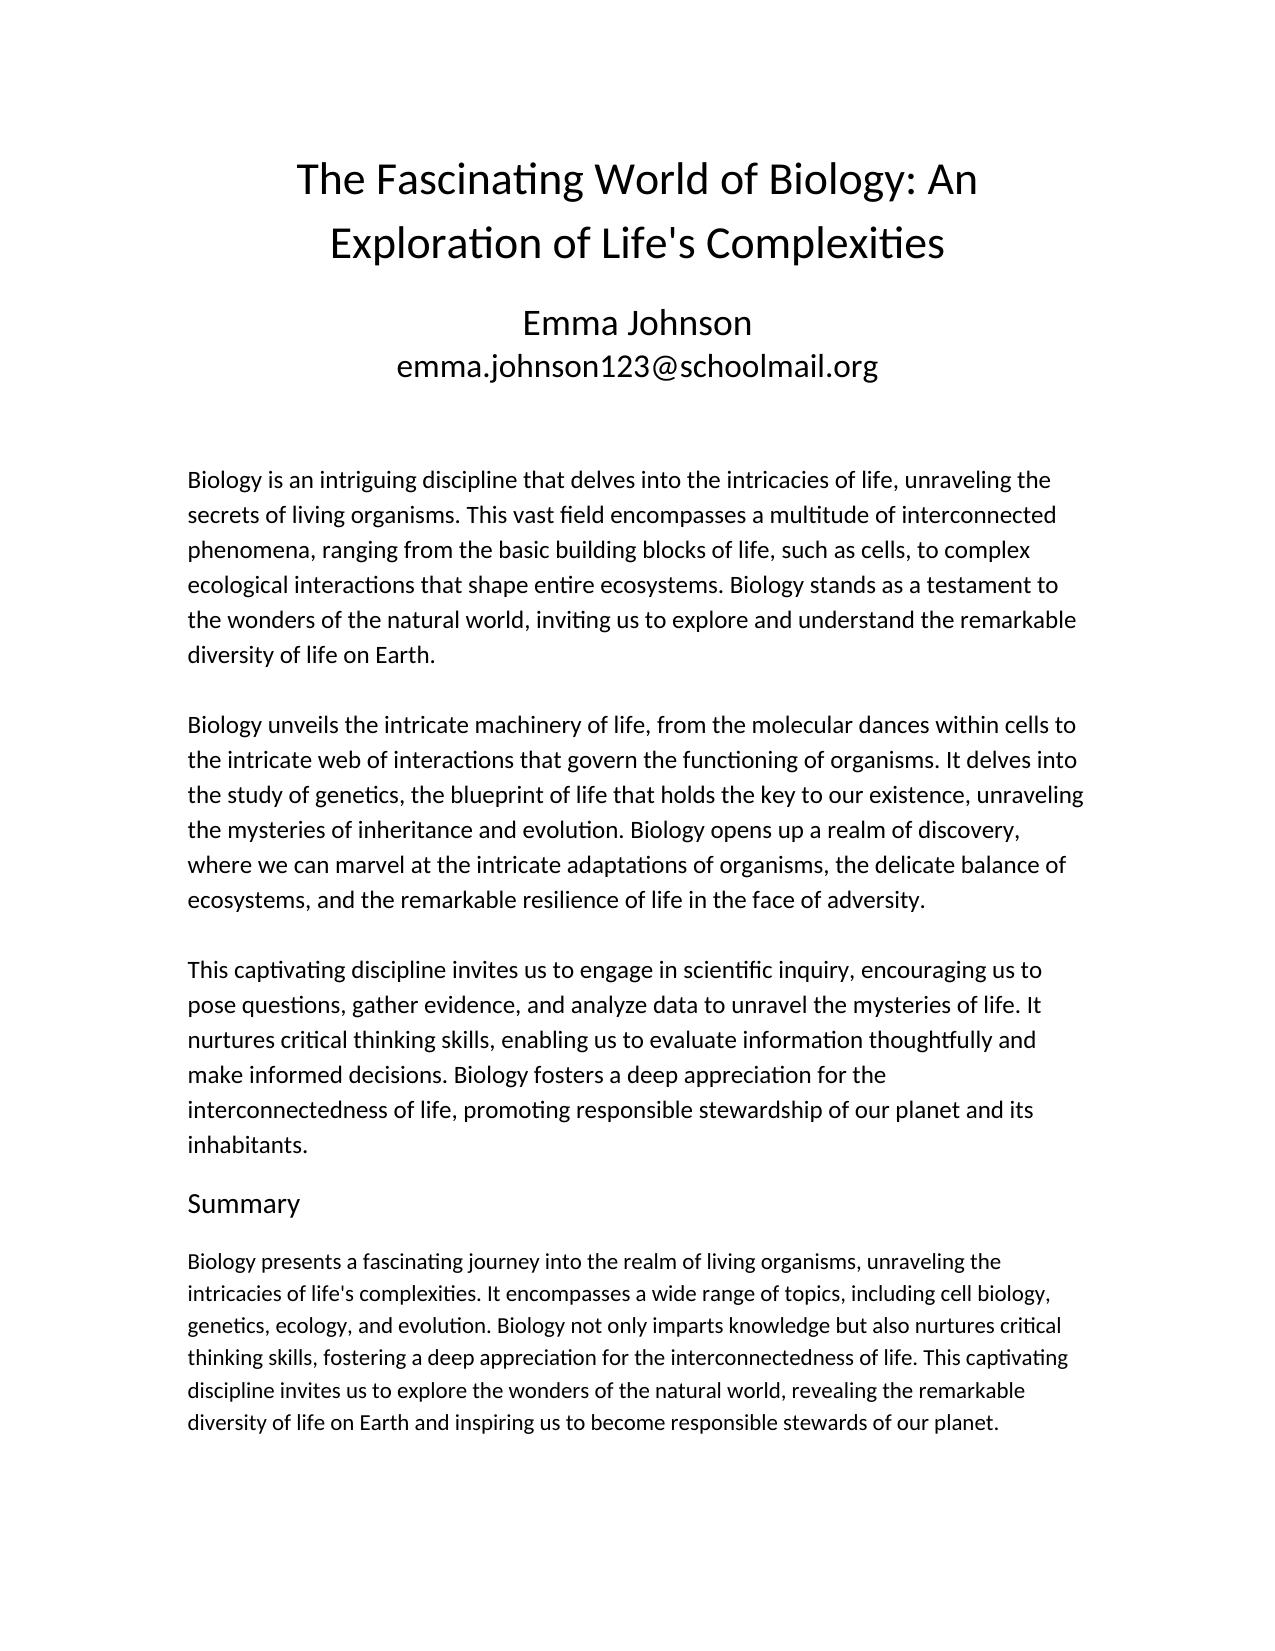 The Fascinating World of Biology: An
Exploration of Life's Complexities
Emma Johnson
emma.johnson123@schoolmail.org
Biology is an intriguing discipline that delves into the intricacies of life, unraveling the
secrets of living organisms. This vast field encompasses a multitude of interconnected
phenomena, ranging from the basic building blocks of life, such as cells, to complex
ecological interactions that shape entire ecosystems. Biology stands as a testament to
the wonders of the natural world, inviting us to explore and understand the remarkable
diversity of life on Earth.
Biology unveils the intricate machinery of life, from the molecular dances within cells to
the intricate web of interactions that govern the functioning of organisms. It delves into
the study of genetics, the blueprint of life that holds the key to our existence, unraveling
the mysteries of inheritance and evolution. Biology opens up a realm of discovery,
where we can marvel at the intricate adaptations of organisms, the delicate balance of
ecosystems, and the remarkable resilience of life in the face of adversity.
This captivating discipline invites us to engage in scientific inquiry, encouraging us to
pose questions, gather evidence, and analyze data to unravel the mysteries of life. It
nurtures critical thinking skills, enabling us to evaluate information thoughtfully and
make informed decisions. Biology fosters a deep appreciation for the
interconnectedness of life, promoting responsible stewardship of our planet and its
inhabitants.
Summary
Biology presents a fascinating journey into the realm of living organisms, unraveling the
intricacies of life's complexities. It encompasses a wide range of topics, including cell biology,
genetics, ecology, and evolution. Biology not only imparts knowledge but also nurtures critical
thinking skills, fostering a deep appreciation for the interconnectedness of life. This captivating
discipline invites us to explore the wonders of the natural world, revealing the remarkable
diversity of life on Earth and inspiring us to become responsible stewards of our planet.